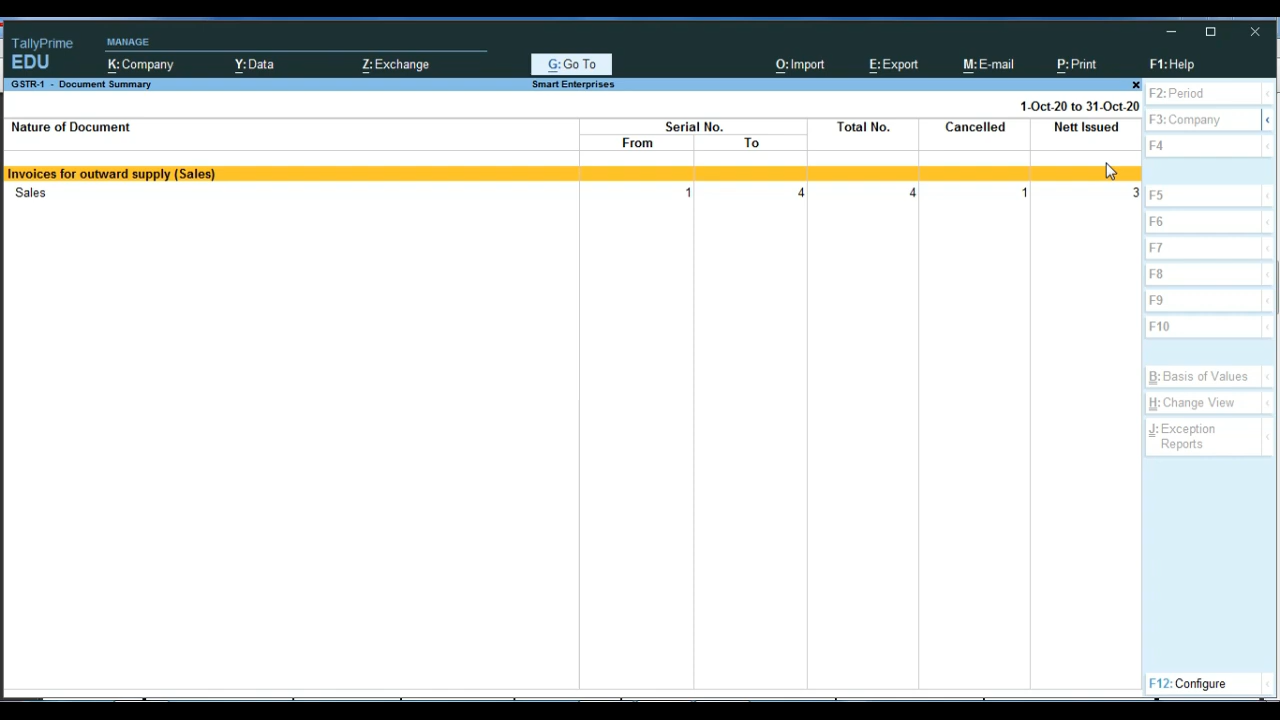 TallyPrime
EDU
MANAGE
K: Company Y: Data Z: Exchange G: Go To O: Import E: Export M: E-mail P: Print F1: Help
GSTR-1 - Document Summary Smart Enterprises x
1-Oct-20 to 31-Oct-20
Nature of Document Serial No. Total No. Cancelled Nett Issued
From To
Invoices for outward supply (Sales)
Sales 1 4 4 1 3
F2: Period
F3: Company
F4
F5
F6
F7
F8
F9
F10
B: Basis of Values
H: Change View
J: Exception
Reports
F12: Configure